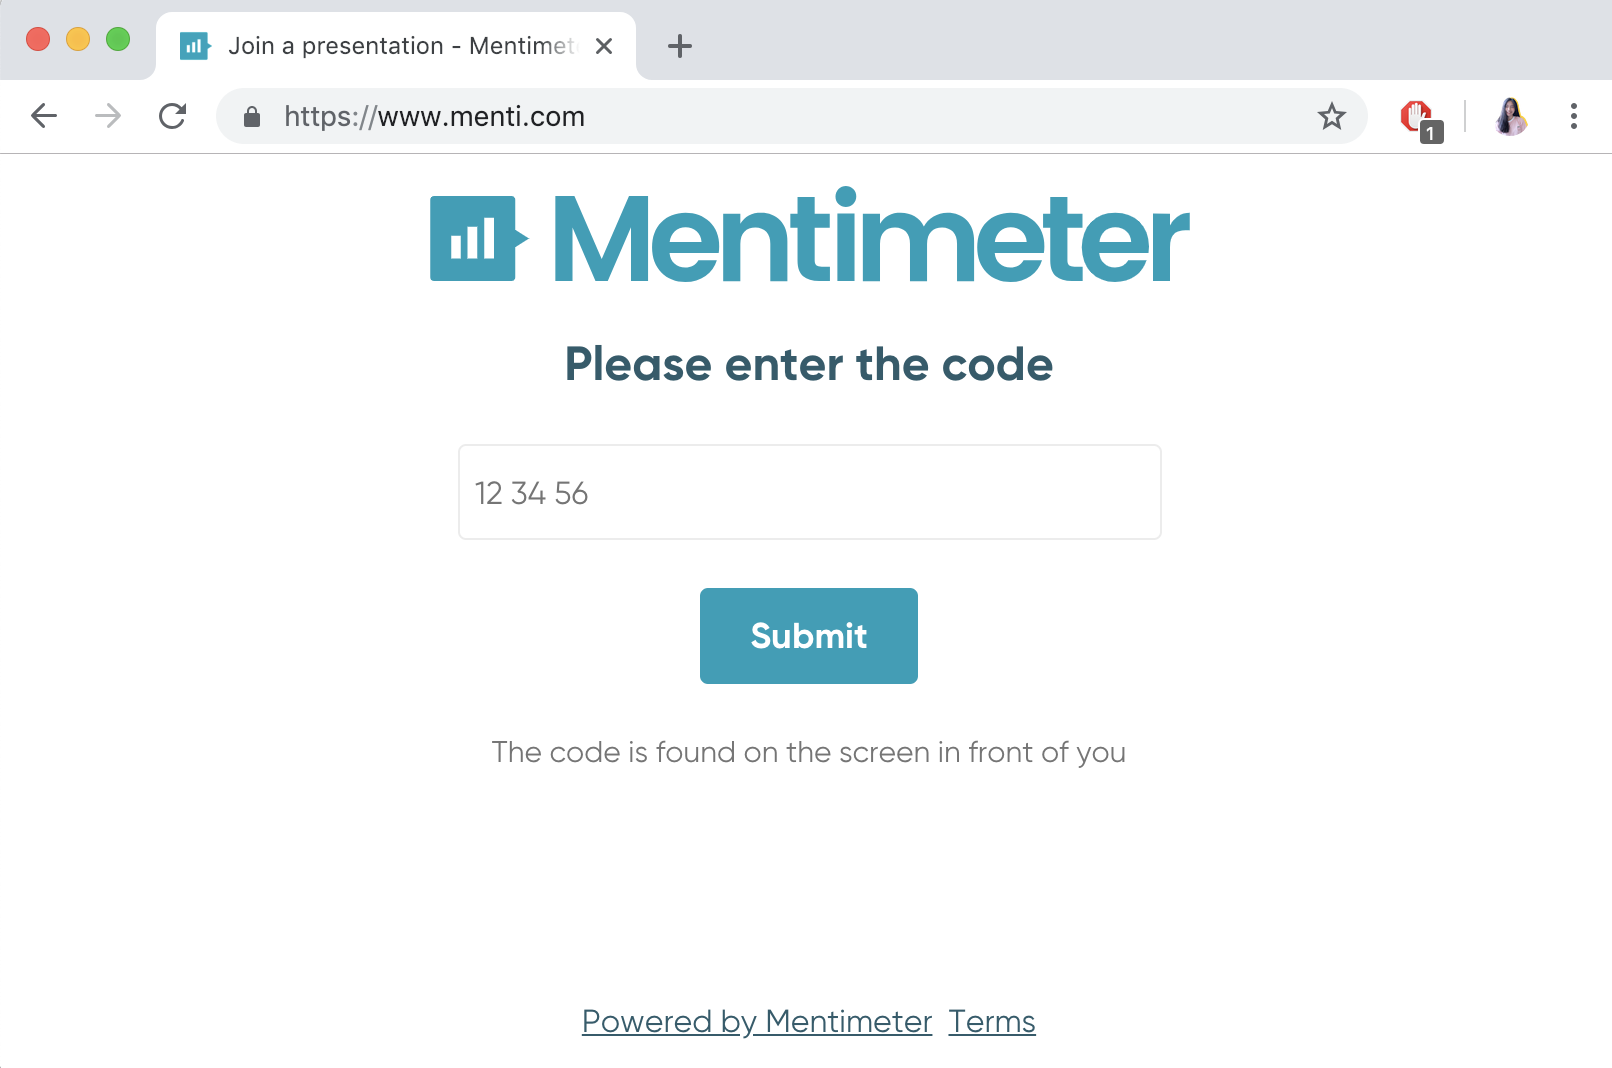 Join a presentation - Mentimet
https://www.menti.com
1
Mentimeter
Please enter the code
12 34 56
Submit
The code is found on the screen in front of you
Powered by Mentimeter Terms